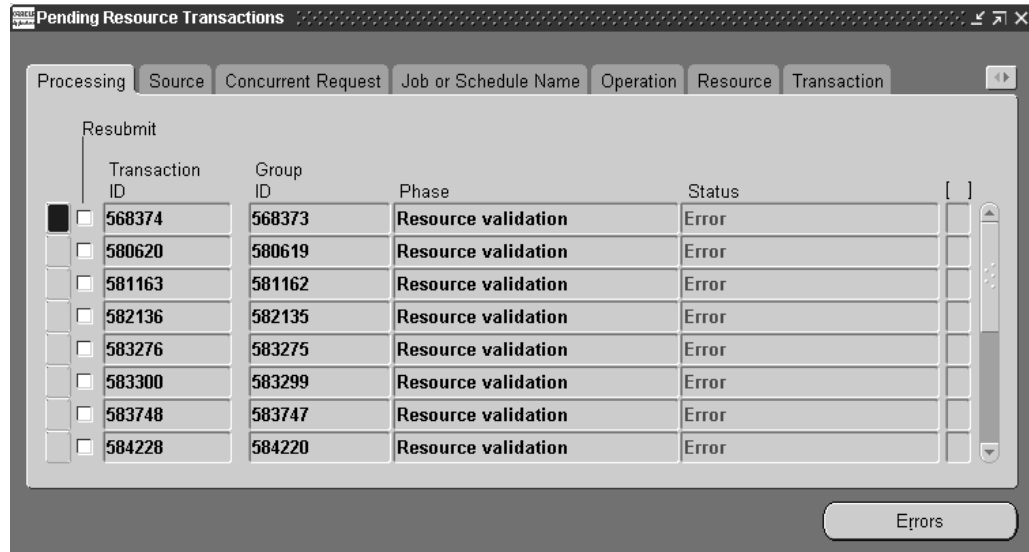 Pending Resource Transactions
Processing Source Concurrent Request Job or Schedule Name Operation Resource Transaction
Resubmit
Transaction Group
ID ID Phase Status [ ]
568374 568373 Resource validation Error
580620 580619 Resource validation Error
581163 581162 Resource validation Error
582136 582135 Resource validation Error
583276 583275 Resource validation Error
583300 583299 Resource validation Error
583748 583747 Resource validation Error
584228 584220 Resource validation Error
Errors